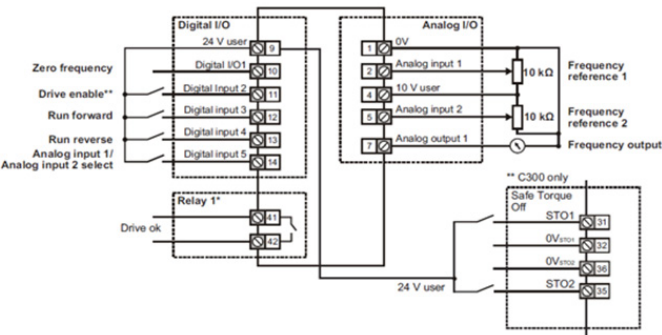 Digital I/O
24 V user 9
Zero frequency Digital I/O1 10
Drive enable** Digital Input 2 11
Run forward Digital input 3 12
Run reverse Digital input 4 13
Analog input 1/
Analog input 2 select
Digital input 5 14
Relay 1*
41
Drive ok
42
Analog I/O
1 0V
2 Analog input 1 10 kΩ
Frequency
reference 1
4 10 V user
5 Analog input 2 10 kΩ
Frequency
reference 2
7 Analog output 1 Frequency output
** C300 only
Safe Torque
Off
STO1 31
0VSTO1 32
0VSTO2 36
24 V user
STO2 35